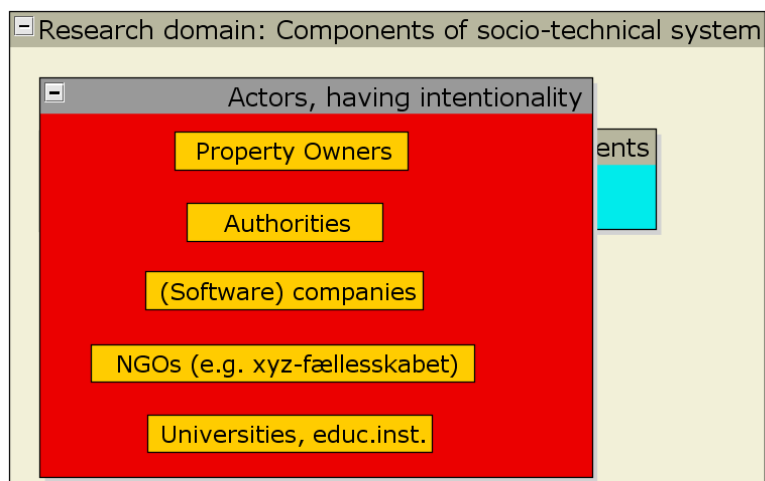 Research domain: Components of socio-technical system
Actors, having intentionality
ents
Property Owners
Authorities
(Software) companies
NGOs (e.g. xyz-fællesskabet)
Universities, educ.inst.